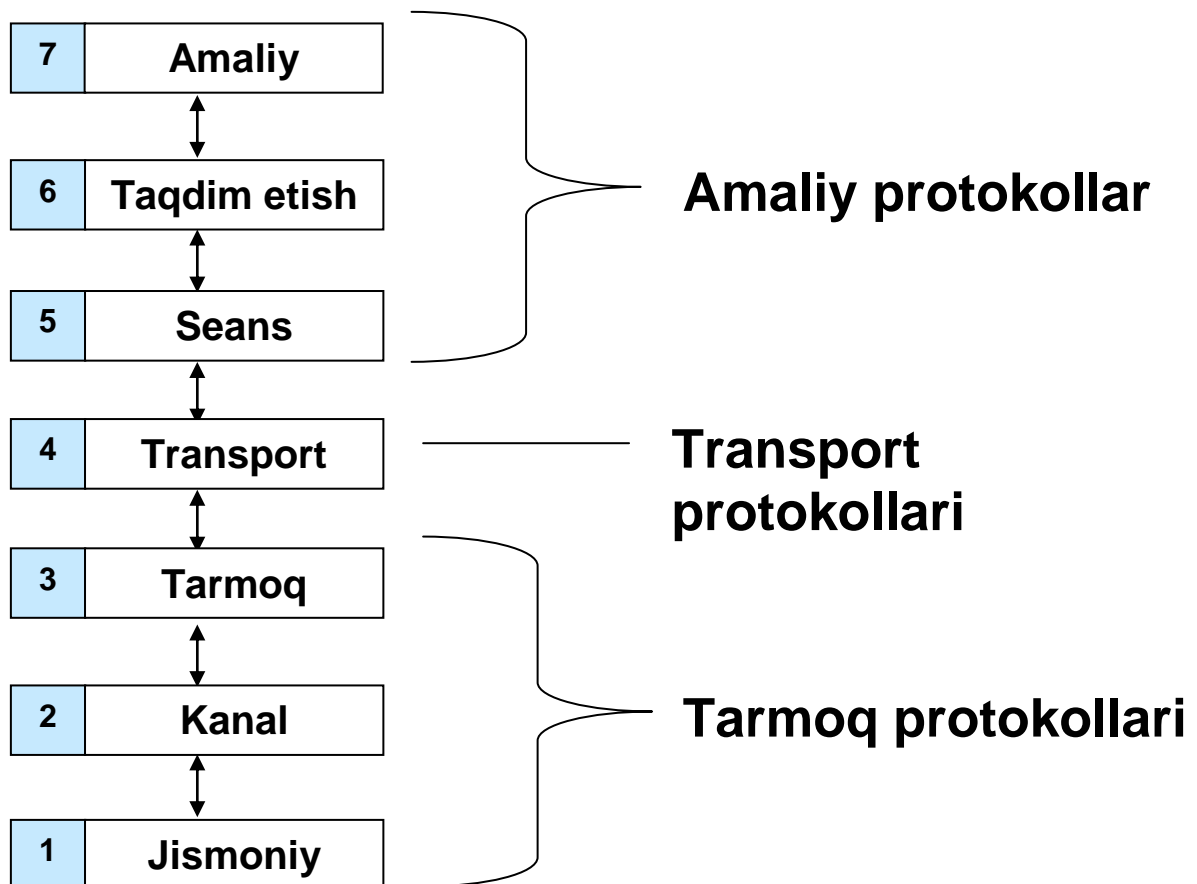 7 Amaliy
6 Taqdim etish
Amaliy protokollar
5 Seans
4 Transport
Transport
protokollari
3 Tarmoq
2 Kanal
Tarmoq protokollari
1 Jismoniy